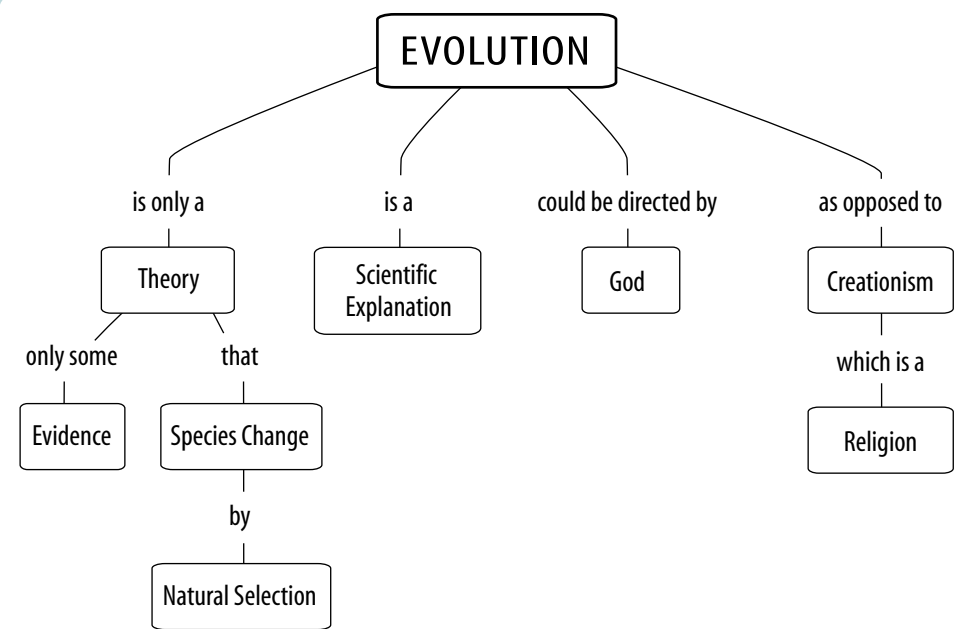 EVOLUTION
is only a
is a
could be directed by
as opposed to
Theory
Scientific
Explanation
God
Creationism
only some
that
which is a
Evidence
Species Change
Religion
by
Natural Selection